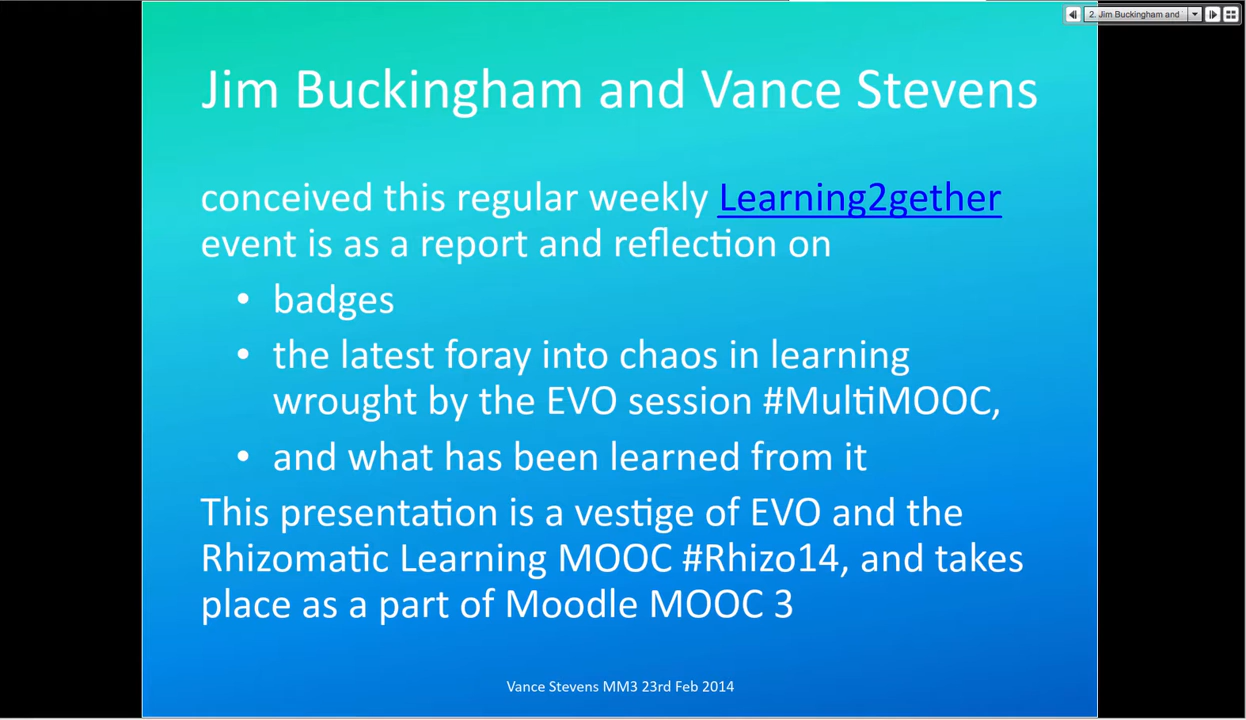 2. Jim Buckingham and
Jim Buckingham and Vance Stevens
conceived this regular weekly Learning2gether
event is as a report and reflection on
• badges
• the latest foray into chaos in learning
wrought by the EVO session #MultiMOOC,
• and what has been learned from it
This presentation is a vestige of EVO and the
Rhizomatic Learning MOOC #Rhizo14, and takes
place as a part of Moodle MOOC 3
Vance Stevens MM3 23rd Feb 2014